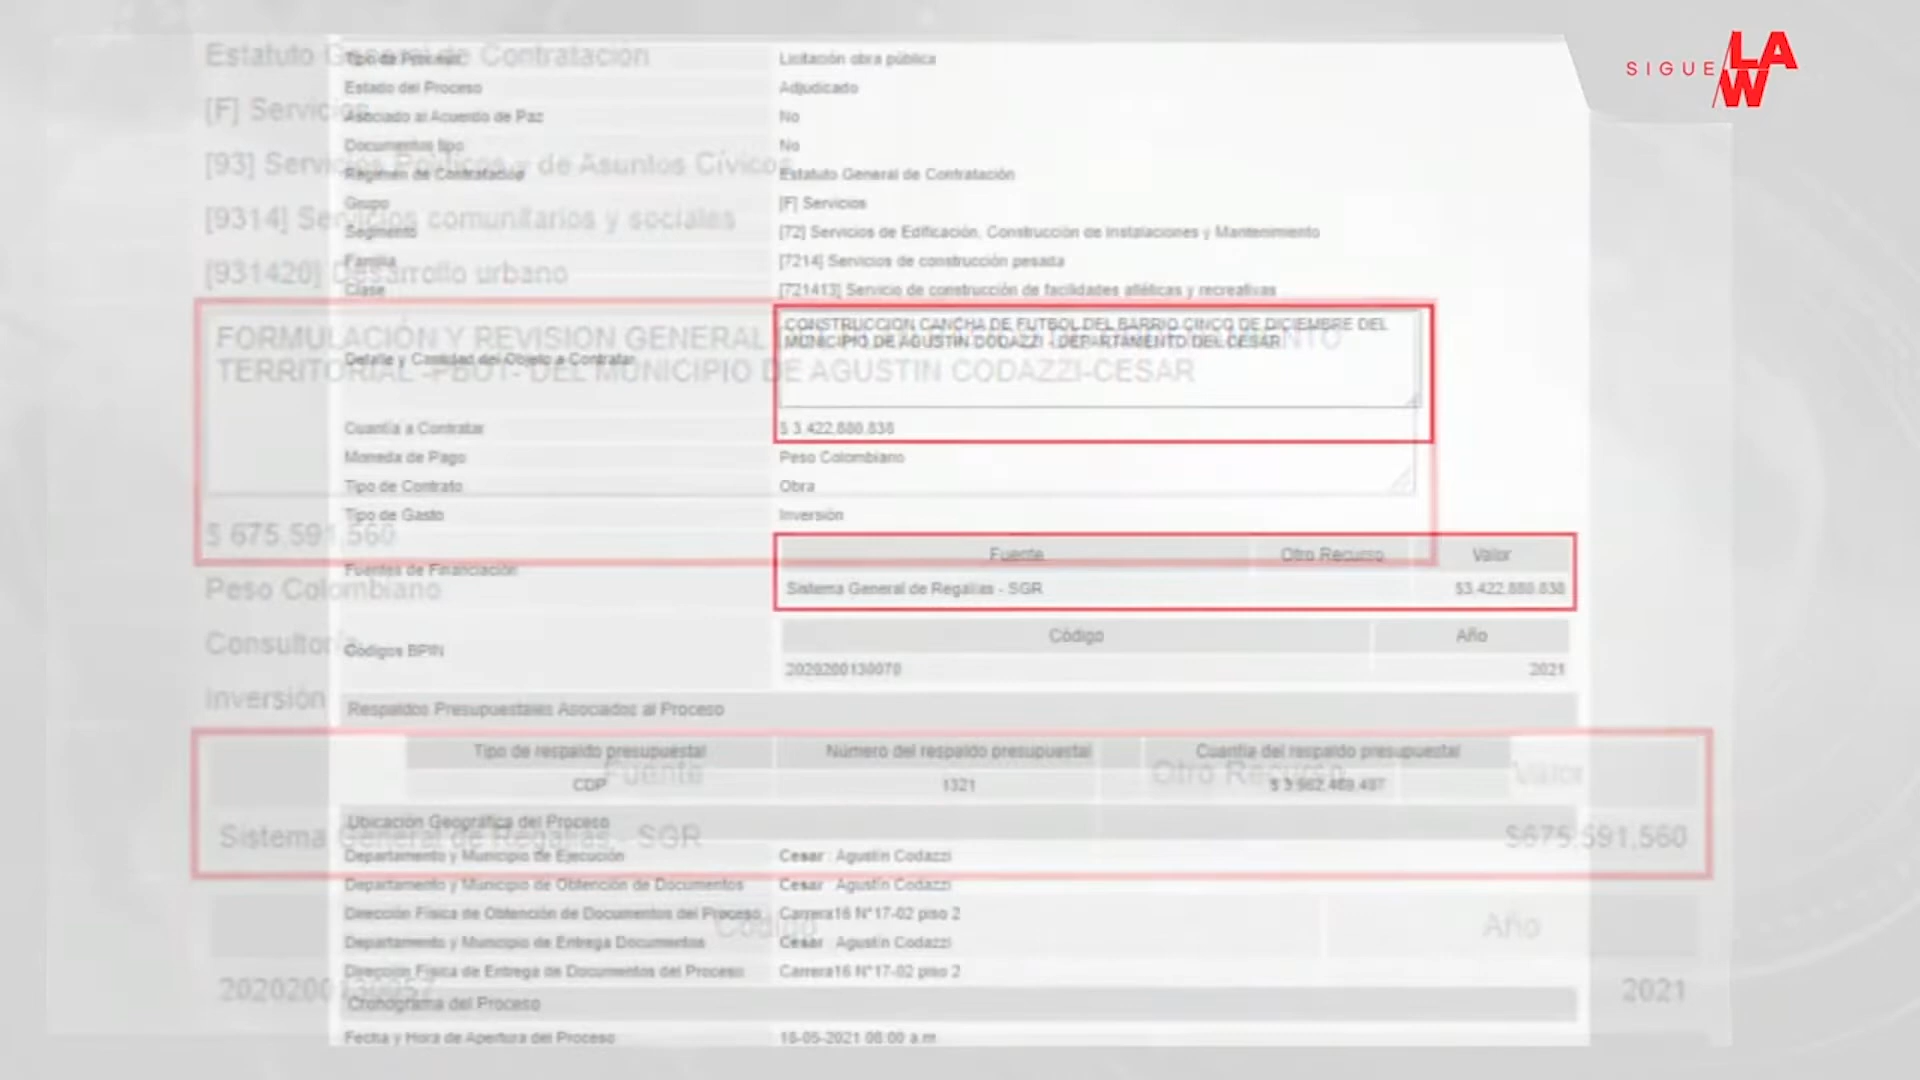 SIGUE LA W
Estatuto General de Contratación
[F] Servicios
[93] Servicios Políticos y de Asuntos Cívicos
[9314] Servicios comunitarios y sociales
[931420] Desarrollo urbano
FORMULACIÓN Y REVISION GENERAL
TERRITORIAL -PBOT- DEL MUNICIPIO DE AGUSTIN CODAZZI-CESAR
$ 675,591,560
Peso Colombiano
Consultoría
Inversión
Fuente Otro Recurso Valor
Sistema General de Regalías - SGR $675,591,560
Código Año
2021
Tipo de Proceso Licitación obra pública
Estado del Proceso Adjudicado
Asociado al Acuerdo de Paz No
Documentos tipo No
Régimen de Contratación Estatuto General de Contratación
Grupo [F] Servicios
Segmento [72] Servicios de Edificación, Construcción de Instalaciones y Mantenimiento
Familia [7214] Servicios de construcción pesada
Clase [721413] Servicio de construcción de facilidades atléticas y recreativas
Detalle y Cantidad del Objeto a Contratar
CONSTRUCCION CANCHA DE FUTBOL DEL BARRIO CINCO DE DICIEMBRE DEL
MUNICIPIO DE AGUSTIN CODAZZI - DEPARTAMENTO DEL CESAR
Cuantía a Contratar $ 3.422.880.838
Moneda de Pago Peso Colombiano
Tipo de Contrato Obra
Tipo de Gasto Inversión
Fuentes de Financiación
Fuente Otro Recurso Valor
Sistema General de Regalías - SGR $3.422.880.838
Códigos BPIN
Código Año
2020200130070 2021
Respaldos Presupuestales Asociados al Proceso
Tipo de respaldo presupuestal Número del respaldo presupuestal Cuantía del respaldo presupuestal
CDP 1321
Ubicación Geográfica del Proceso
Departamento y Municipio de Ejecución Cesar : Agustín Codazzi
Departamento y Municipio de Obtención de Documentos Cesar : Agustín Codazzi
Dirección Física de Obtención de Documentos del Proceso Carrera16 N°17-02 piso 2
Departamento y Municipio de Entrega Documentos Cesar : Agustín Codazzi
Dirección Física de Entrega de Documentos del Proceso Carrera16 N°17-02 piso 2
Cronograma del Proceso
Fecha y Hora de Apertura del Proceso 18-05-2021 08:00 a.m.